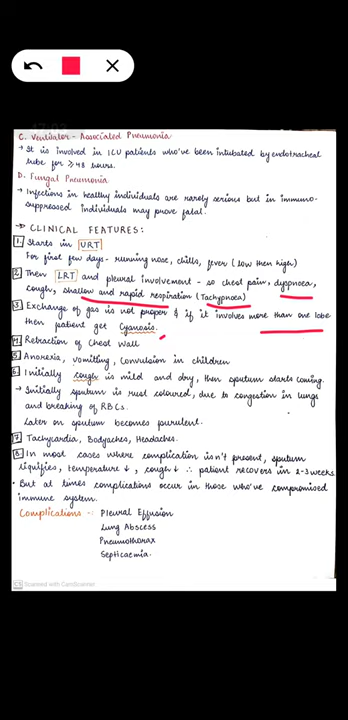 C. Ventilator - Associated Pneumonia
→ It is involved in ICU patients who've been intubated by endotracheal
tube for ≥48 hours.
D. Fungal Pneumonia
→ Infections in healthy individuals are rarely serious but in immuno-
suppressed individuals may prove fatal.
→ CLINICAL FEATURES:
1. Starts in URT
For first few days - running nose, chills, fever (low then high)
2. Then LRT and pleural involvement - so chest pain, dyspnoea,
cough, shallow and rapid respiration (Tachypnoea)
3. Exchange of gas is not proper & if it involves more than one lobe
then patient get Cyanosis.
4. Retraction of Chest Wall
5. Anorexia, vomitting, Convulsion in children
6. Initially cough is mild and dry, then sputum starts coming.
→ Initially sputum is rust coloured, due to congestion in lungs
and breaking of RBCs.
Later on sputum becomes purulent.
7. Tachycardia, Bodyaches, Headaches.
8. In most cases where complication isn't present, sputum
liquifies, temperature ↓, cough ↓ ∴ patient recovers in 2-3 weeks.
• But at times complications occur in those who've compromised
immune system.
Complications -: Pleural Effusion
Lung Abscess
Pneumothorax
Septicaemia.
CS Scanned with CamScanner